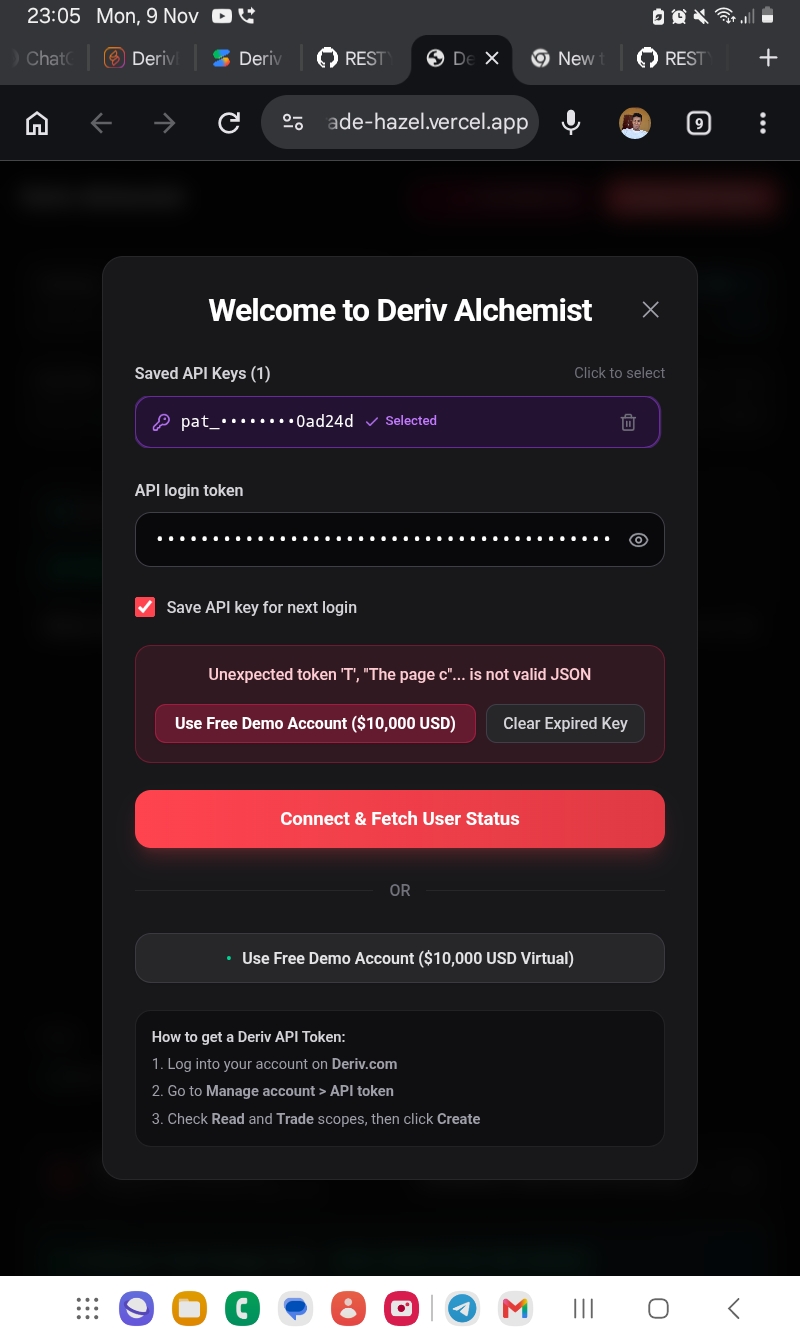 23:05 Mon, 9 Nov
ChatG Deriv Deriv REST De New t REST
ade-hazel.vercel.app 9
Welcome to Deriv Alchemist
Saved API Keys (1) Click to select
pat_••••••••0ad24d Selected
API login token
•••••••••••••••••••••••••••••••••••••••••
Save API key for next login
Unexpected token 'T', "The page c"... is not valid JSON
Use Free Demo Account ($10,000 USD) Clear Expired Key
Connect & Fetch User Status
OR
• Use Free Demo Account ($10,000 USD Virtual)
How to get a Deriv API Token:
1. Log into your account on Deriv.com
2. Go to Manage account > API token
3. Check Read and Trade scopes, then click Create